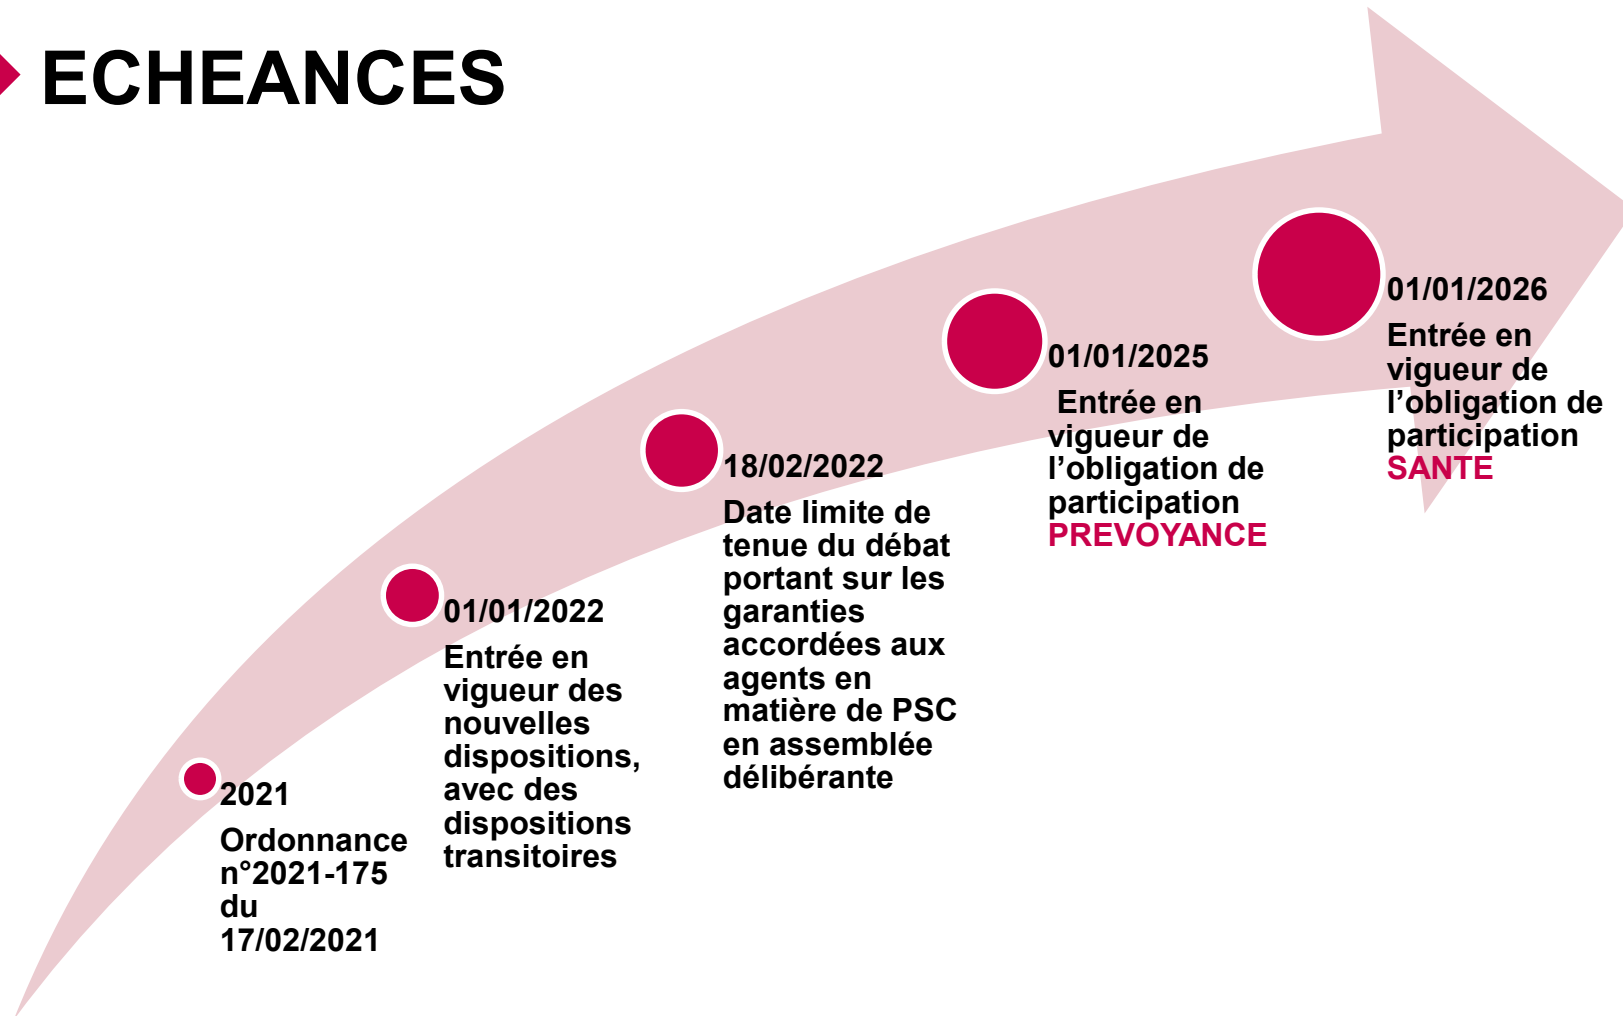 ECHEANCES
2021
Ordonnance
n°2021-175
du
17/02/2021
01/01/2022
Entrée en
vigueur des
nouvelles
dispositions,
avec des
dispositions
transitoires
18/02/2022
Date limite de
tenue du débat
portant sur les
garanties
accordées aux
agents en
matière de PSC
en assemblée
délibérante
01/01/2025
Entrée en
vigueur de
l’obligation de
participation
PREVOYANCE
01/01/2026
Entrée en
vigueur de
l’obligation de
participation
SANTE